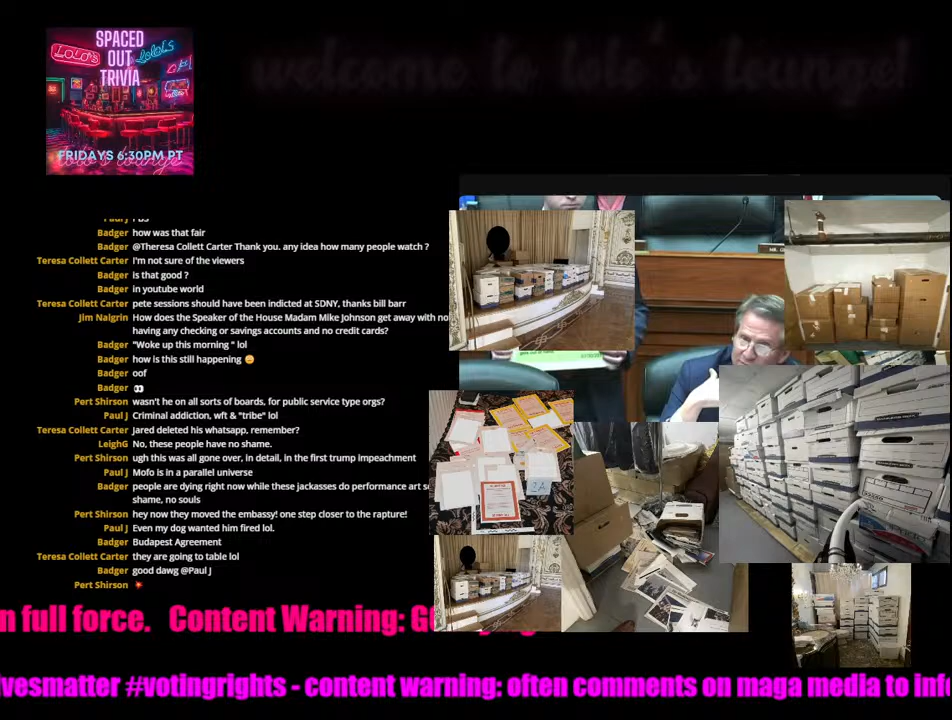 SPACED
OUT
TRIVIA
LOLO'S
FRIDAYS 6:30PM PT
lolo's lounge
welcome to lolo's lounge!
Badger how was that fair
Badger @Theresa Collett Carter Thank you. any idea how many people watch ?
Teresa Collett Carter I'm not sure of the viewers
Badger is that good ?
Badger in youtube world
Teresa Collett Carter pete sessions should have been indicted at SDNY, thanks bill barr
Jim Nalgrin How does the Speaker of the House Madam Mike Johnson get away with no
having any checking or savings accounts and no credit cards?
Badger "Woke up this morning " lol
Badger how is this still happening 😳
Badger oof
Badger 👀
Pert Shirson wasn't he on all sorts of boards, for public service type orgs?
Paul J Criminal addiction, wft & "tribe" lol
Teresa Collett Carter Jared deleted his whatsapp, remember?
LeighG No, these people have no shame.
Pert Shirson ugh this was all gone over, in detail, in the first trump impeachment
Paul J Mofo is in a parallel universe
Badger people are dying right now while these jackasses do performance art s
shame, no souls
Pert Shirson hey now they moved the embassy! one step closer to the rapture!
Paul J Even my dog wanted him fired lol.
Badger Budapest Agreement
Teresa Collett Carter they are going to table lol
Badger good dawg @Paul J
Pert Shirson 💥
n full force. Content Warning: G
ivesmatter #votingrights - content warning: often comments on maga media to inf